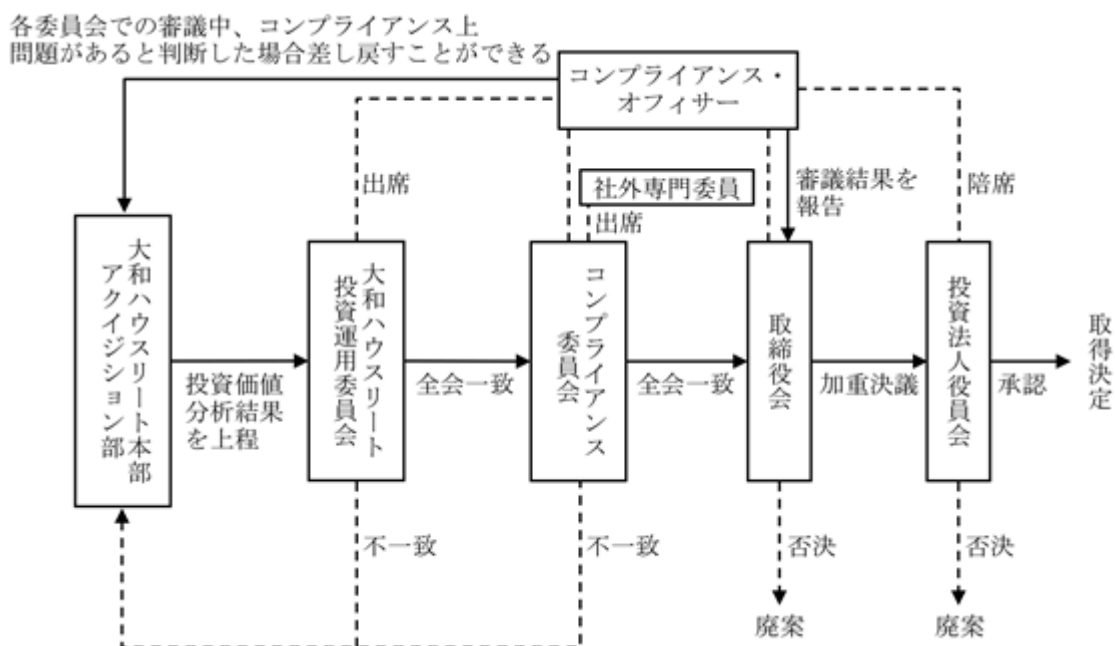 各委員会での審議中、コンプライアンス上
問題があると判断した場合差し戻すことができる
コンプライアンス・
オフィサー
出席
社外専門委員
出席
審議結果を
報告
陪席
大和ハウスリート本部
アクイジション部
投資価値
分析結果
を上程
大和ハウスリート
投資運用委員会
全会一致
コンプライアンス
委員会
全会一致
取締役会
加重決議
投資法人役員会
承認
取得決定
不一致
不一致
否決
否決
廃案
廃案